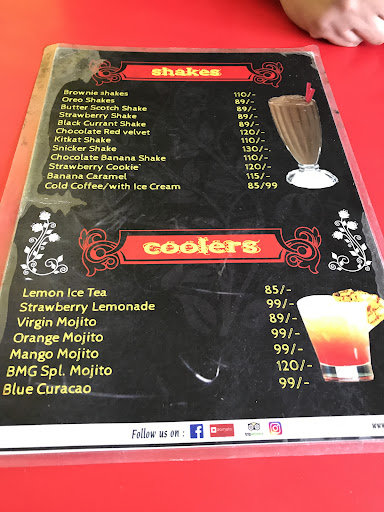 shakes
Brownie shakes 110/-
Oreo Shakes 89/-
Butter Scotch Shake 89/-
Strawberry Shake 89/-
Black Currant Shake 89/-
Chocolate Red velvet 120/-
Kitkat Shake 110/-
Snicker Shake 130/-
Chocolate Banana Shake 110/-
Strawberry Cookie 120/-
Banana Caramel 115/-
Cold Coffee/with Ice Cream 85/99
coolers
Lemon Ice Tea 85/-
Strawberry Lemonade 99/-
Virgin Mojito 89/-
Orange Mojito 99/-
Mango Mojito 99/-
BMG Spl. Mojito 120/-
Blue Curacao 99/-
Follow us on :
www.